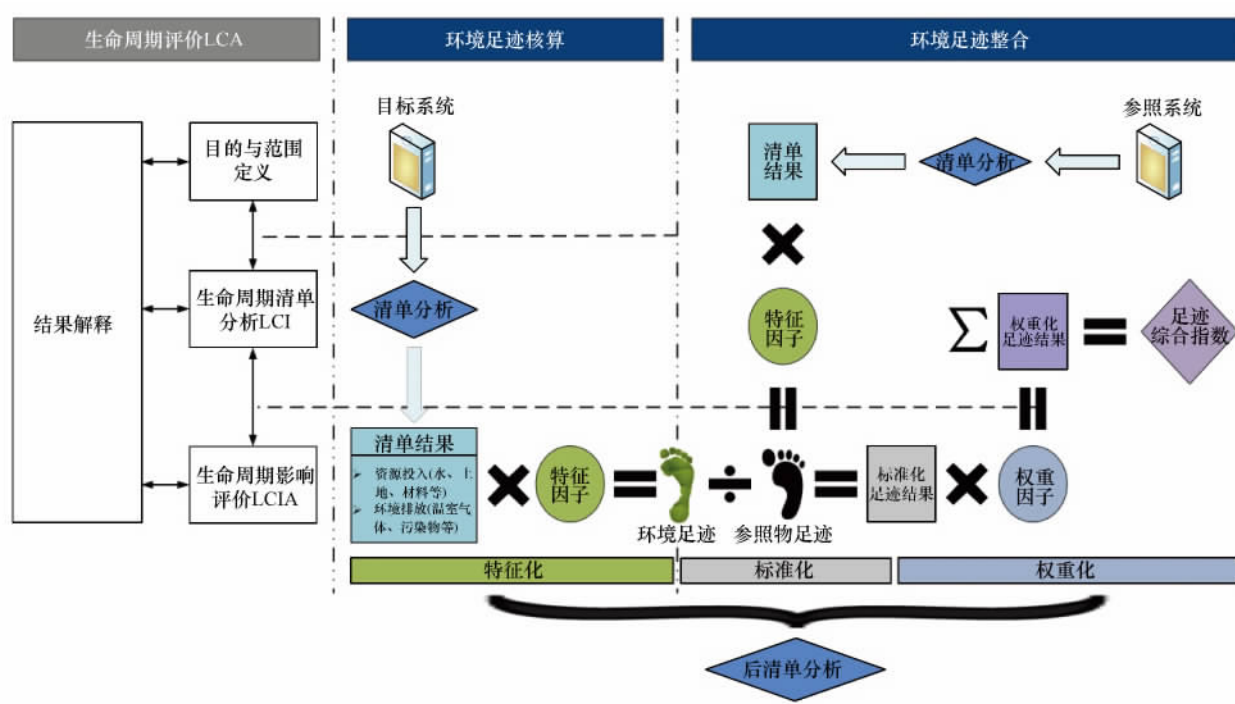 生命周期评价LCA
环境足迹核算
环境足迹整合
结果解释
目的与范围
定义
生命周期清单
分析LCI
生命周期影响
评价LCIA
目标系统
清单分析
清单结果
➢ 资源投入(水、土
地、材料等)
➢ 环境排放(温室气
体、污染物等)
×
特征
因子
=
环境足迹
÷
参照物足迹
=
标准化
足迹结果
×
权重
因子
参照系统
清单分析
清单
结果
×
特征
因子
=
∑
权重化
足迹结果
=
足迹
综合指数
=
特征化
标准化
权重化
后清单分析